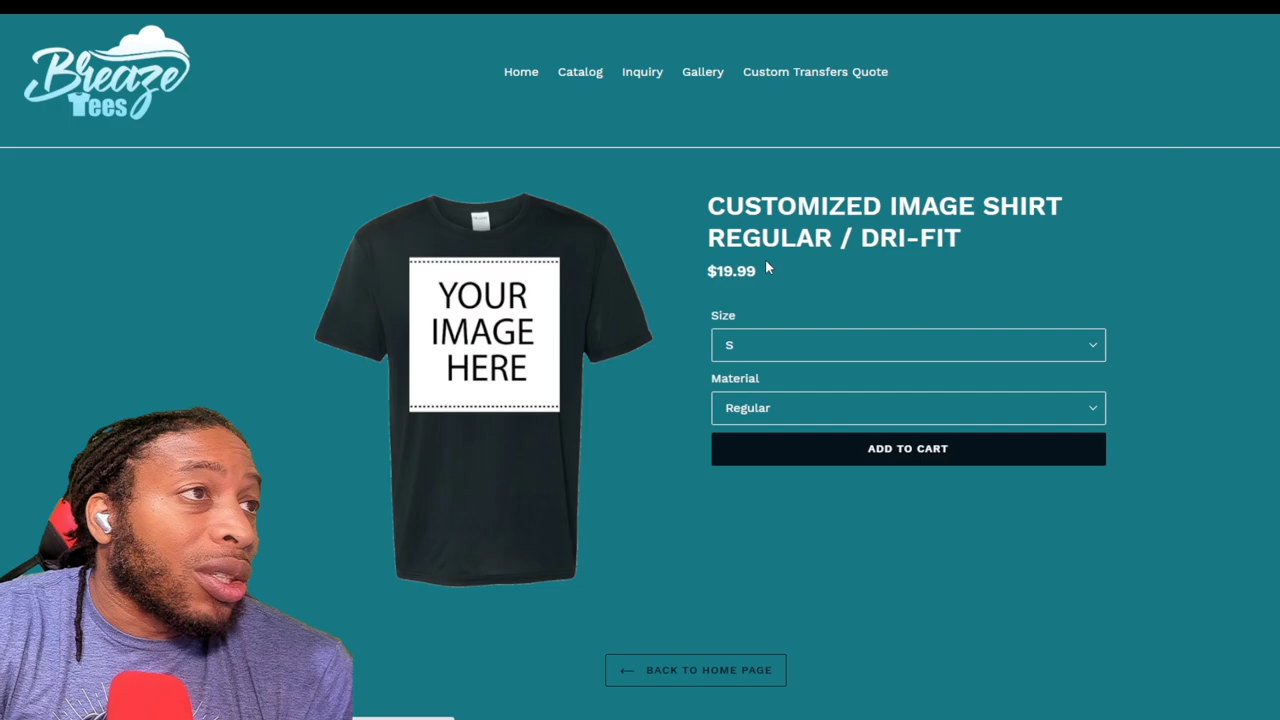 Breaze
Tees
Home
Catalog
Inquiry
Gallery
Custom Transfers Quote
YOUR
IMAGE
HERE
CUSTOMIZED IMAGE SHIRT
REGULAR / DRI-FIT
$19.99
Size
S
Material
Regular
ADD TO CART
← BACK TO HOME PAGE